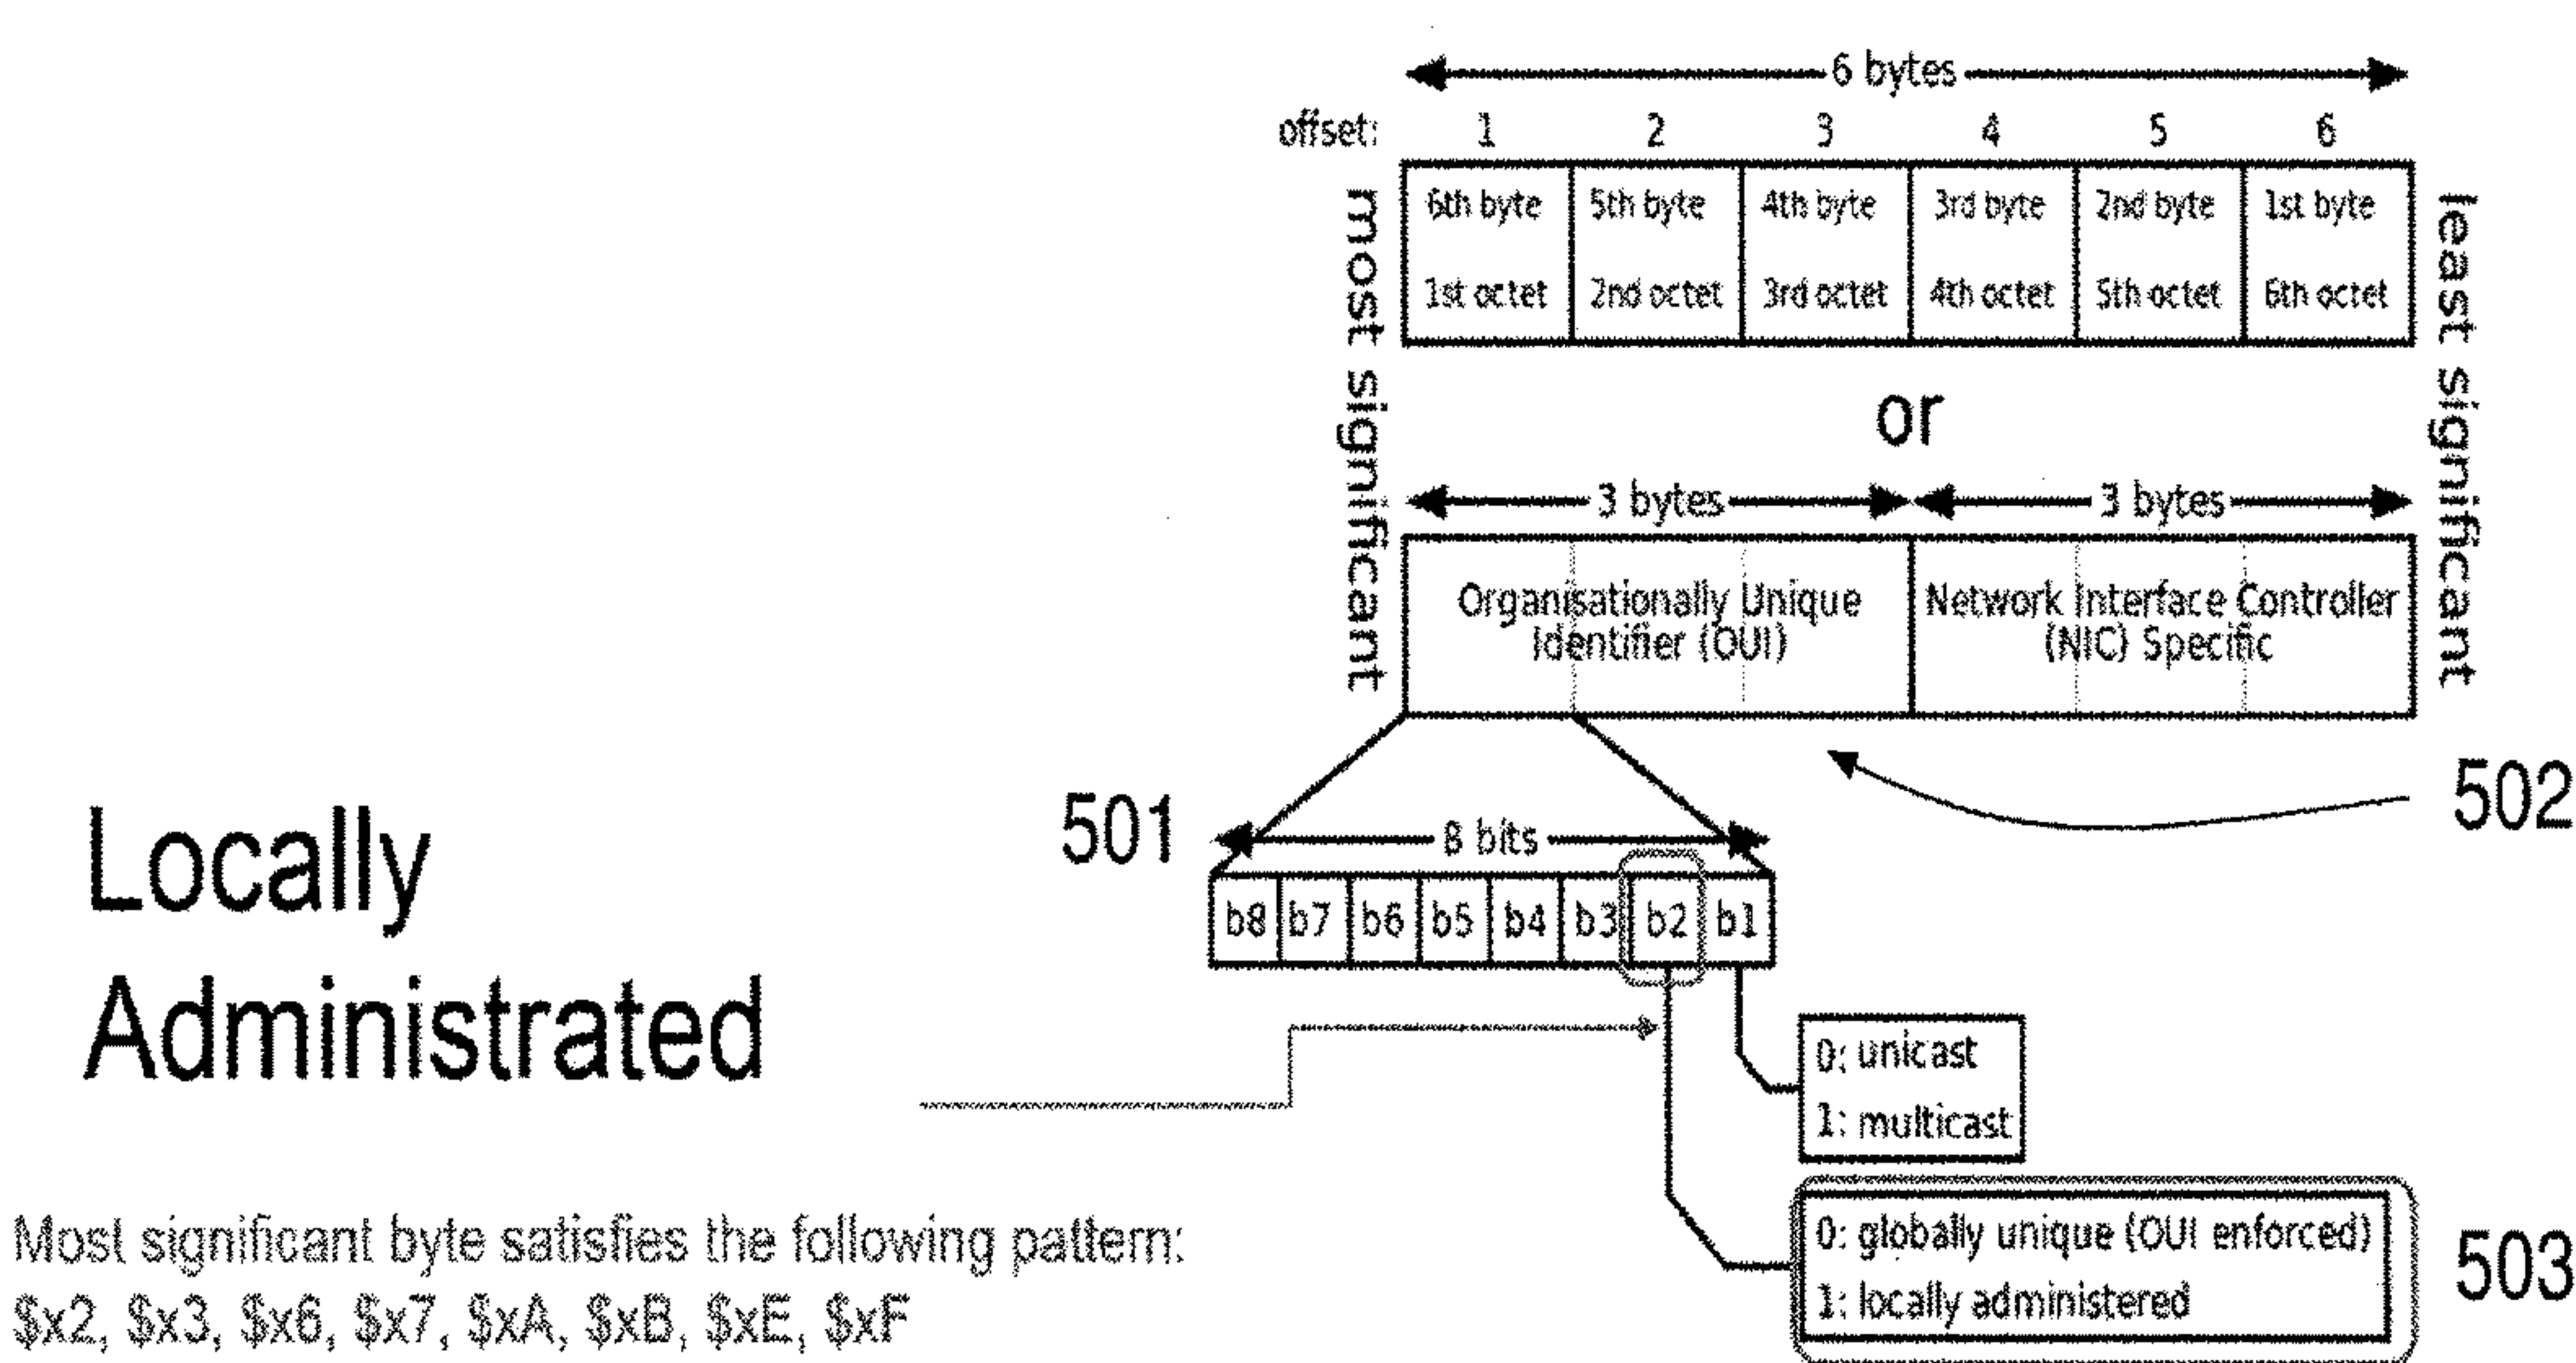 6 bytes
offset: 1 2 3 4 5 6
6th byte 5th byte 4th byte 3rd byte 2nd byte 1st byte
1st octet 2nd octet 3rd octet 4th octet 5th octet 6th octet
most significant
least significant
or
3 bytes 3 bytes
Organisationally Unique
Identifier (OUI)
Network Interface Controller
(NIC) Specific
502
501
8 bits
b8 b7 b6 b5 b4 b3 b2 b1
Locally
Administrated
0: unicast
1: multicast
0: globally unique (OUI enforced)
1: locally administered
503
Most significant byte satisfies the following pattern:
$x2, $x3, $x6, $x7, $xA, $xB, $xE, $xF